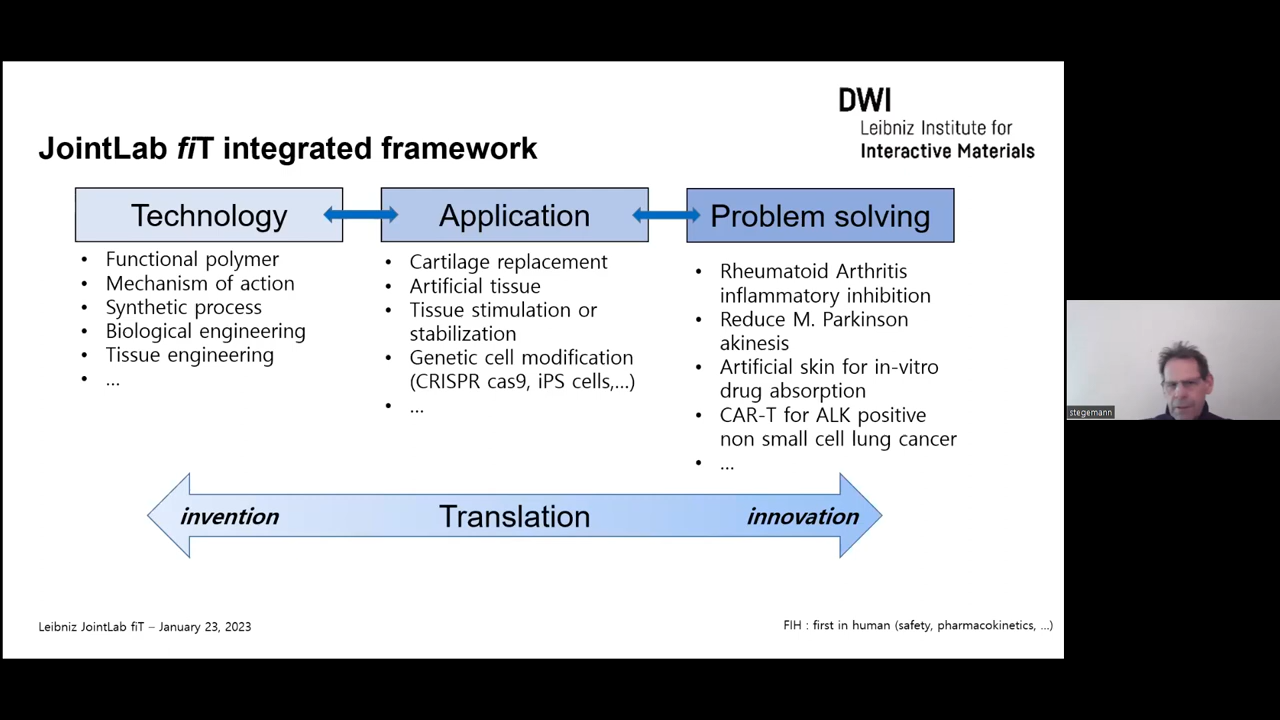 DWI
Leibniz Institute for
Interactive Materials
JointLab fiT integrated framework
Technology
Application
Problem solving
• Functional polymer
• Mechanism of action
• Synthetic process
• Biological engineering
• Tissue engineering
• ...
• Cartilage replacement
• Artificial tissue
• Tissue stimulation or
stabilization
• Genetic cell modification
(CRISPR cas9, iPS cells,...)
• ...
• Rheumatoid Arthritis
inflammatory inhibition
• Reduce M. Parkinson
akinesis
• Artificial skin for in-vitro
drug absorption
• CAR-T for ALK positive
non small cell lung cancer
• ...
invention
Translation
innovation
Leibniz JointLab fiT – January 23, 2023
FIH : first in human (safety, pharmacokinetics, ...)
stegemann